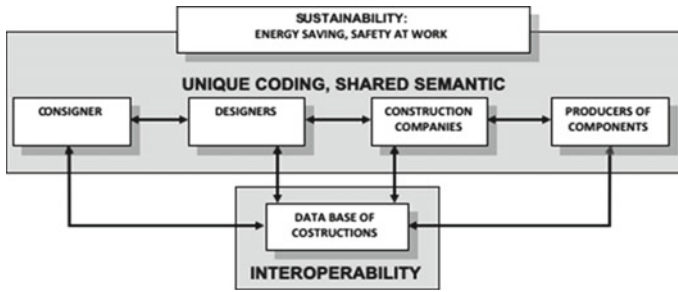 SUSTAINABILITY:
ENERGY SAVING, SAFETY AT WORK
UNIQUE CODING, SHARED SEMANTIC
CONSIGNER
DESIGNERS
CONSTRUCTION
COMPANIES
PRODUCERS OF
COMPONENTS
DATA BASE OF
COSTRUCTIONS
INTEROPERABILITY